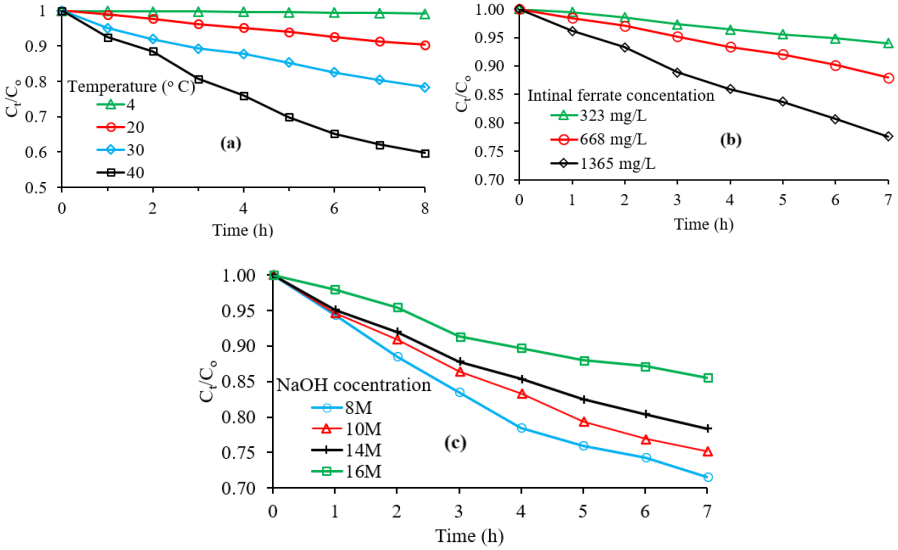 1
0.9
0.8
0.7
0.6
0.5
Ct/Co
Temperature (o C)
4
20
30
40
(a)
0 2 4 6 8
Time (h)
1.00
0.95
0.90
0.85
0.80
0.75
0.70
Ct/Co
Intinal ferrate concentation
323 mg/L
668 mg/L
1365 mg/L
(b)
0 1 2 3 4 5 6 7
Time (h)
1.00
0.95
0.90
0.85
0.80
0.75
0.70
Ct/Co
NaOH cocentration
8M
10M
14M
16M
(c)
0 1 2 3 4 5 6 7
Time (h)